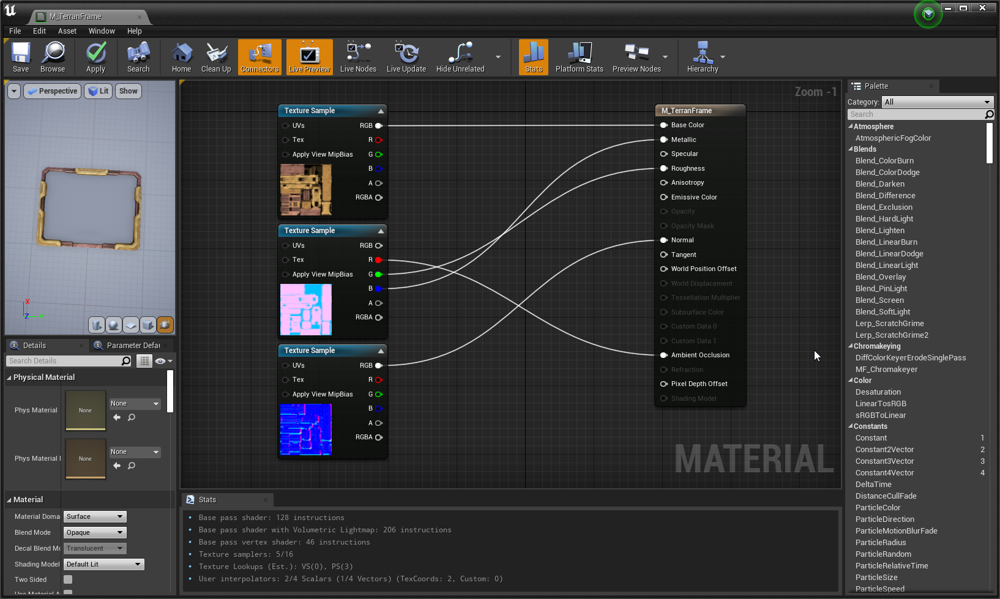 M_TerranFrame
File Edit Asset Window Help
Save Browse Apply Search Home Clean Up Connectors Live Preview Live Nodes Live Update Hide Unrelated Stats Platform Stats Preview Nodes Hierarchy
Perspective Lit Show
X
Z Y
Details
Parameter Defau
Search Details
Physical Material
Phys Material
None
None
Phys Material
None
None
Material
Material Doma
Surface
Blend Mode
Opaque
Decal Blend Mo
Translucent
Shading Model
Default Lit
Two Sided
Zoom -1
Texture Sample
UVs RGB
Tex R
Apply View MipBias G
B
A
RGBA
Texture Sample
UVs RGB
Tex R
Apply View MipBias G
B
A
RGBA
Texture Sample
UVs RGB
Tex R
Apply View MipBias G
B
A
RGBA
M_TerranFrame
Base Color
Metallic
Specular
Roughness
Anisotropy
Emissive Color
Opacity
Opacity Mask
Normal
Tangent
World Position Offset
World Displacement
Tessellation Multiplier
Subsurface Color
Custom Data 0
Custom Data 1
Ambient Occlusion
Refraction
Pixel Depth Offset
Shading Model
MATERIAL
Stats
Base pass shader: 128 instructions
Base pass shader with Volumetric Lightmap: 206 instructions
Base pass vertex shader: 46 instructions
Texture samplers: 5/16
Texture Lookups (Est.): VS(0), PS(3)
User interpolators: 2/4 Scalars (1/4 Vectors) (TexCoords: 2, Custom: 0)
Palette
Category: All
Search
Atmosphere
AtmosphericFogColor
Blends
Blend_ColorBurn
Blend_ColorDodge
Blend_Darken
Blend_Difference
Blend_Exclusion
Blend_HardLight
Blend_Lighten
Blend_LinearBurn
Blend_LinearDodge
Blend_LinearLight
Blend_Overlay
Blend_PinLight
Blend_Screen
Blend_SoftLight
Lerp_ScratchGrime
Lerp_ScratchGrime2
Chromakeying
DiffColorKeyerErodeSinglePass
MF_Chromakeyer
Color
Desaturation
LinearTosRGB
sRGBToLinear
Constants
Constant 1
Constant2Vector 2
Constant3Vector 3
Constant4Vector 4
DeltaTime
DistanceCullFade
ParticleColor
ParticleDirection
ParticleMotionBlurFade
ParticleRadius
ParticleRandom
ParticleRelativeTime
ParticleSize
ParticleSpeed